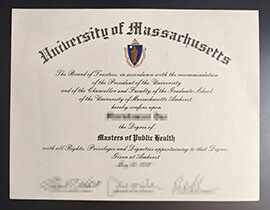 University of Massachusetts
The Board of Trustees, in accordance with the recommendation
of the President of the University
and of the Chancellor and Faculty of the Graduate School
of the University of Massachusetts Amherst,
hereby confers upon
the Degree of
Masters of Public Health
with all Rights, Privileges and Dignities appertaining to that Degree
Given at Amherst
May